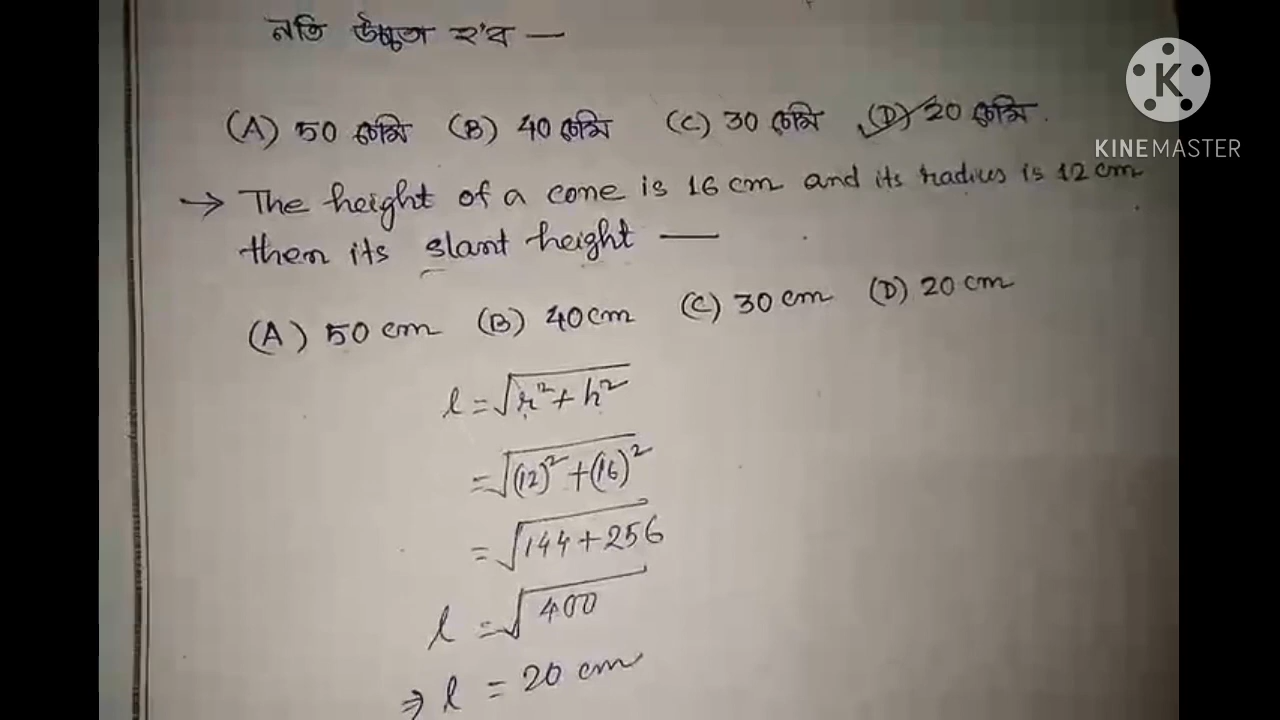 নতি উষ্ণতা হ'ব —
(A) 50 চেমি (B) 40 চেমি (C) 30 চেমি (D) 20 চেমি.
K
KINEMASTER
→ The height of a cone is 16 cm and its radius is 12 cm
then its slant height —
(A) 50 cm (B) 40 cm (C) 30 cm (D) 20 cm
l = √r² + h²
= √(12)² + (16)²
= √144 + 256
l = √400
⇒ l = 20 cm